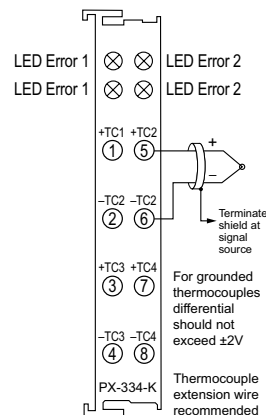 LED Error 1 LED Error 2
LED Error 1 LED Error 2
+TC1 +TC2
1 5
+
–
–TC2 –TC2
2 6
Terminate
shield at
signal
source
+TC3 +TC4
3 7
For grounded
thermocouples
differential
should not
exceed ±2V
–TC3 –TC4
4 8
PX-334-K
Thermocouple
extension wire
recommended